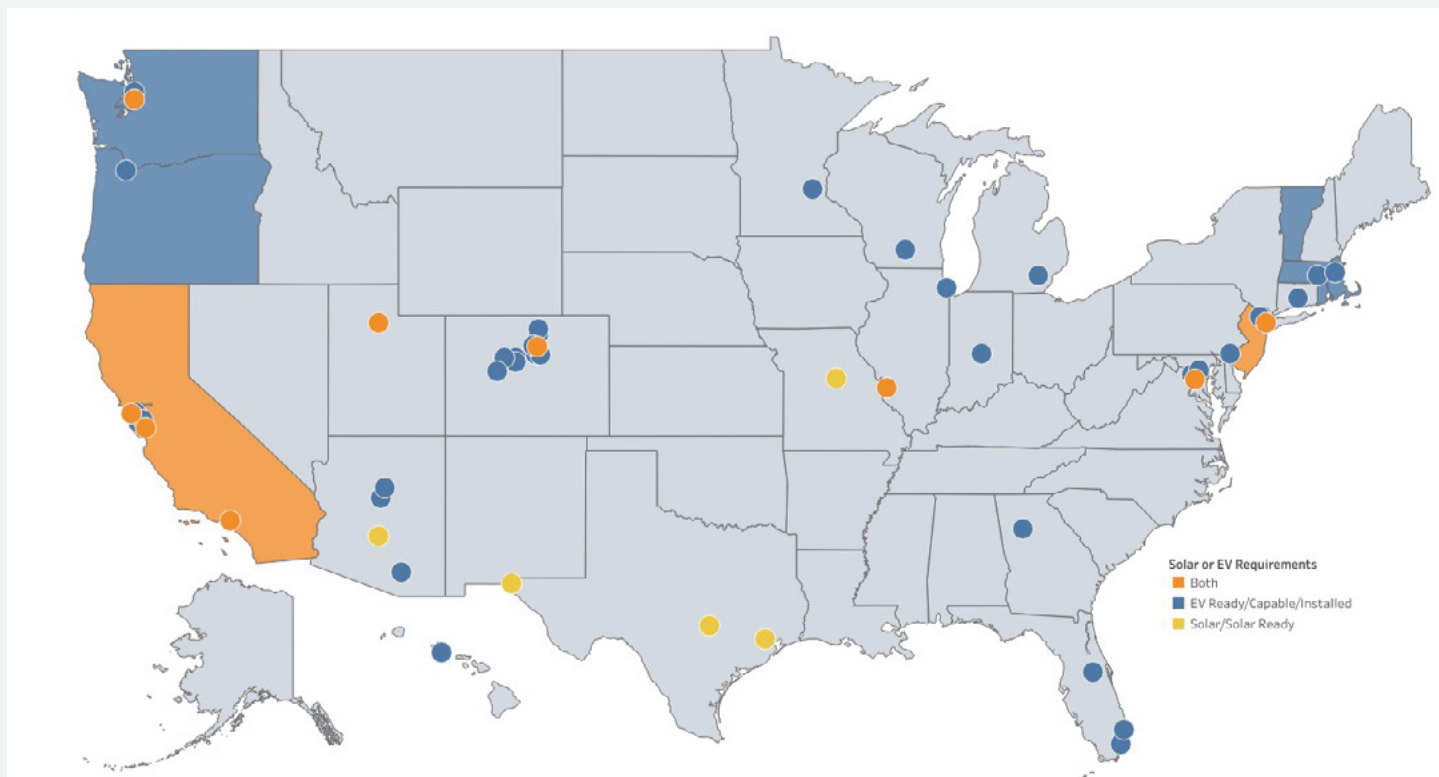 Solar or EV Requirements
Both
EV Ready/Capable/Installed
Solar/Solar Ready